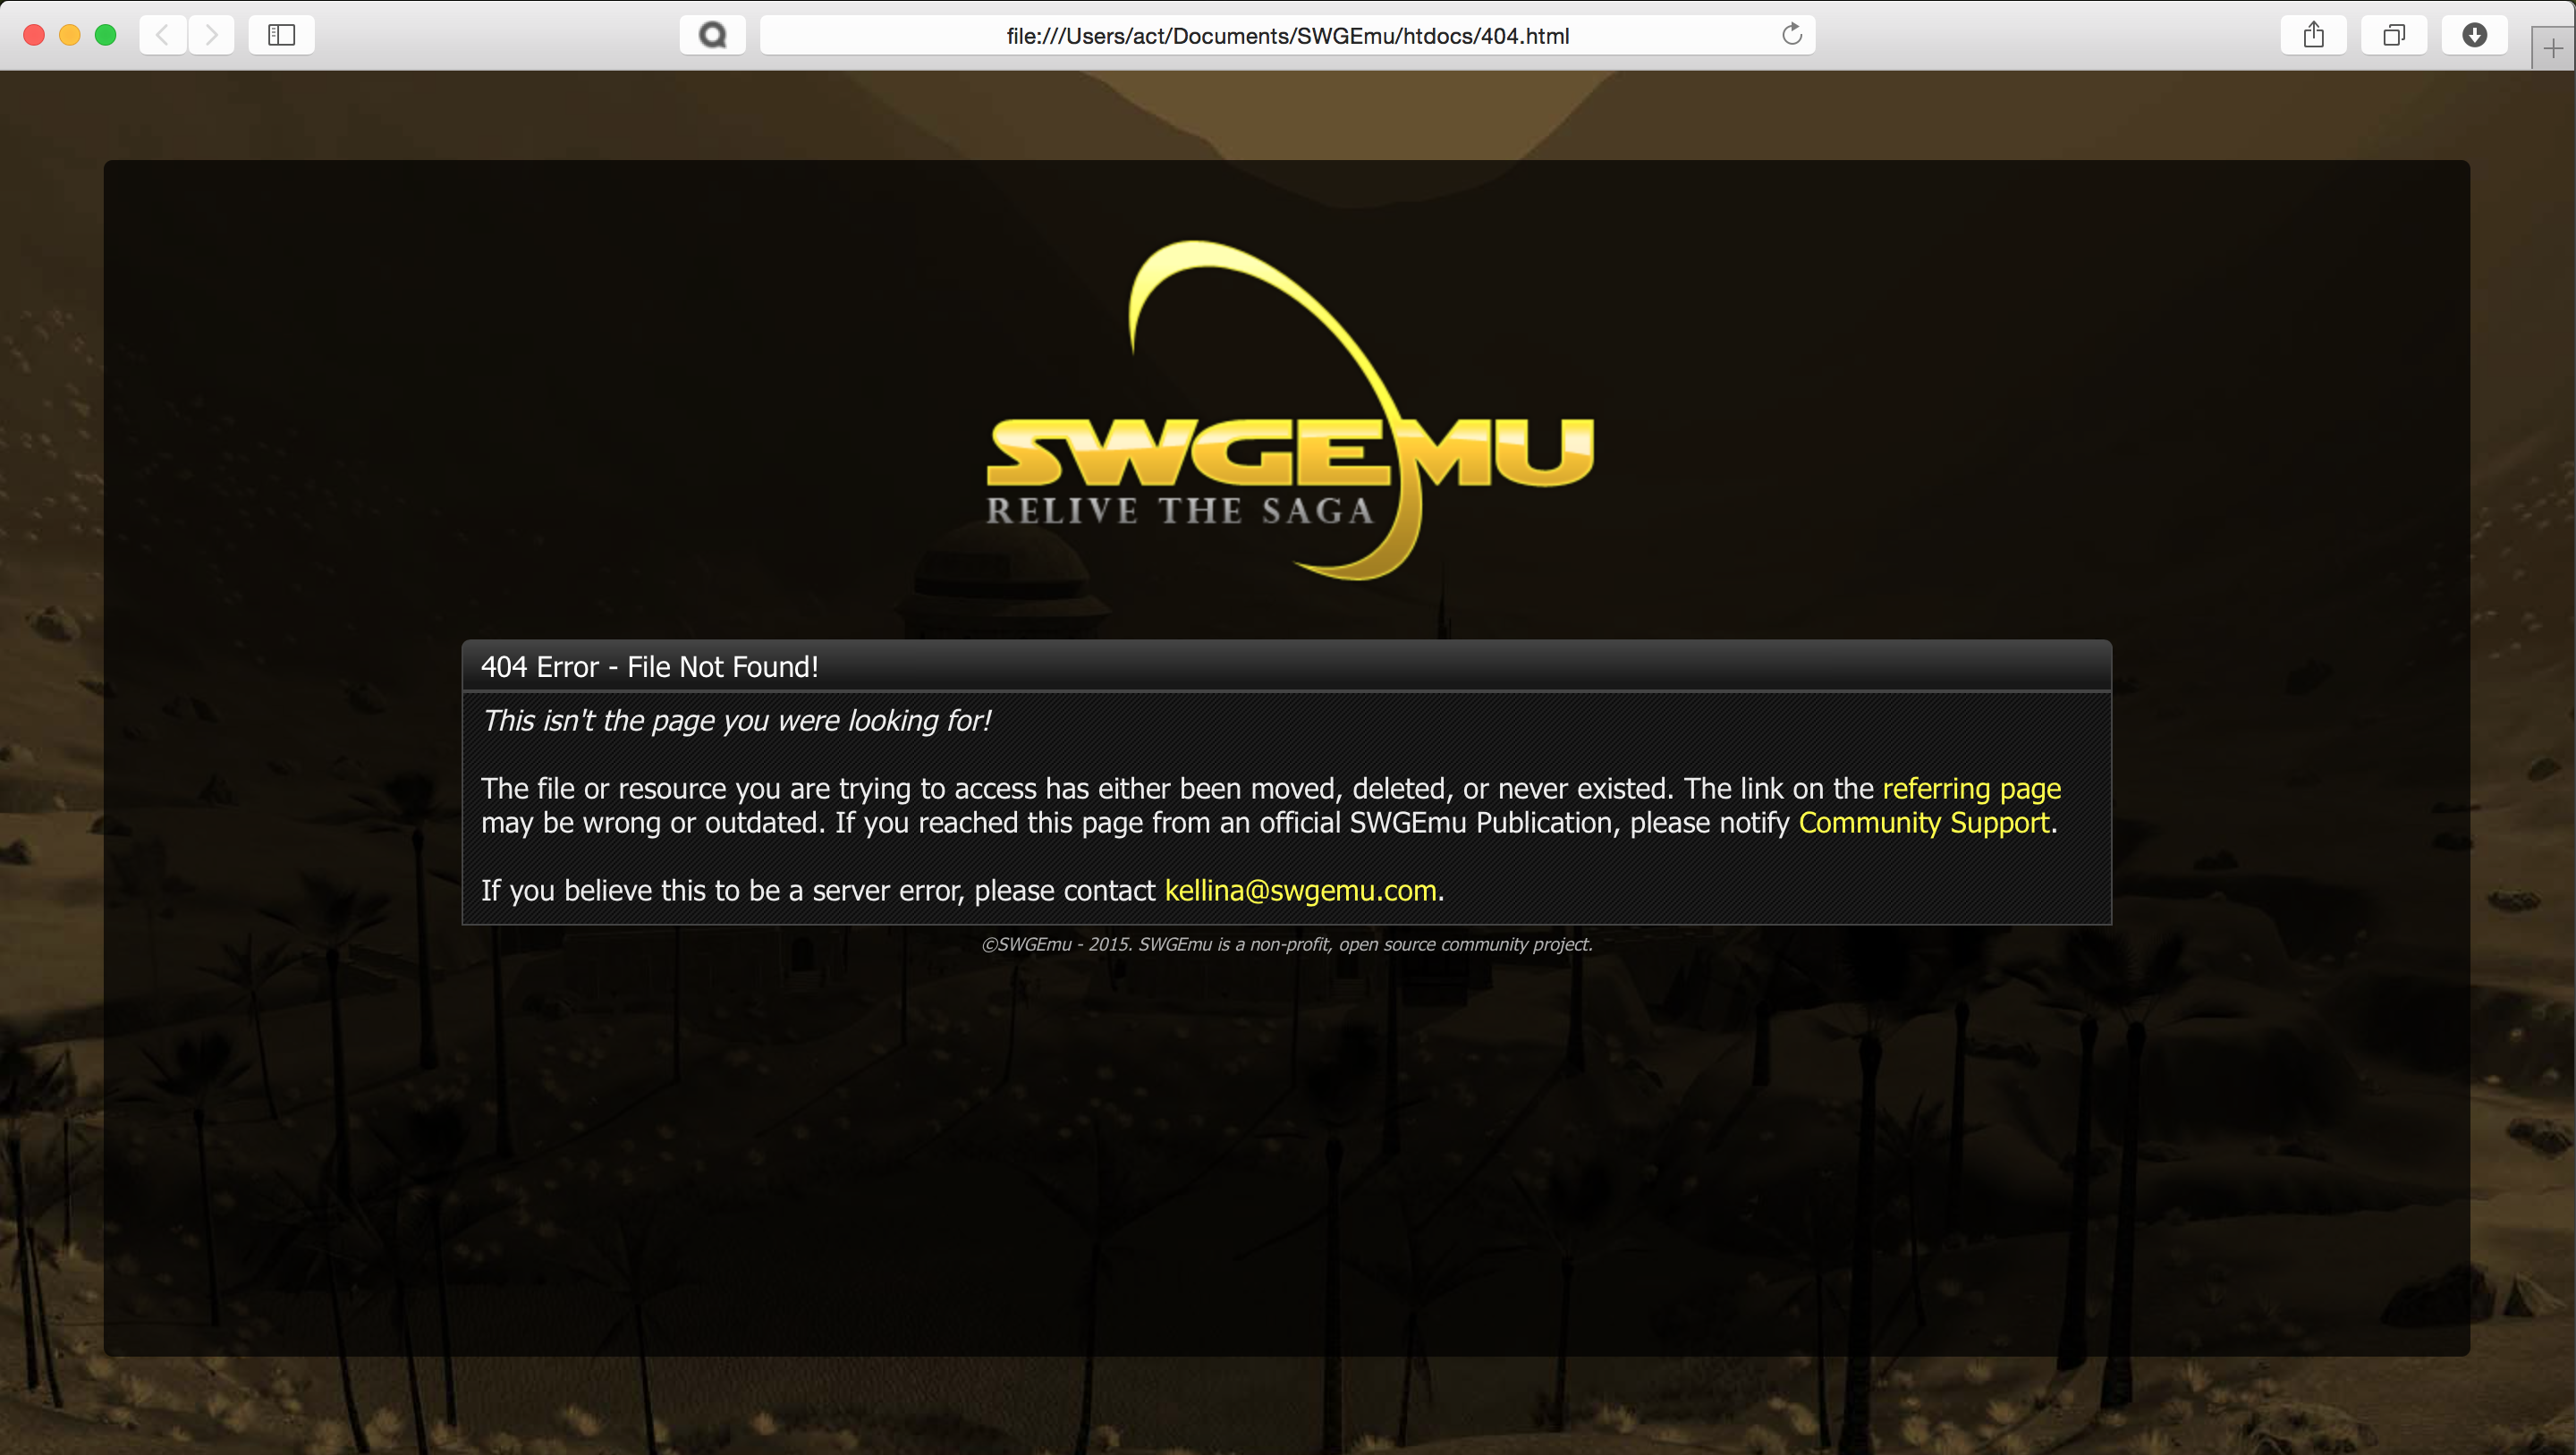 file:///Users/act/Documents/SWGEmu/htdocs/404.html
SWGEMU
RELIVE THE SAGA
404 Error - File Not Found!
This isn't the page you were looking for!
The file or resource you are trying to access has either been moved, deleted, or never existed. The link on the referring page
may be wrong or outdated. If you reached this page from an official SWGEmu Publication, please notify Community Support.
If you believe this to be a server error, please contact kellina@swgemu.com.
©SWGEmu - 2015. SWGEmu is a non-profit, open source community project.